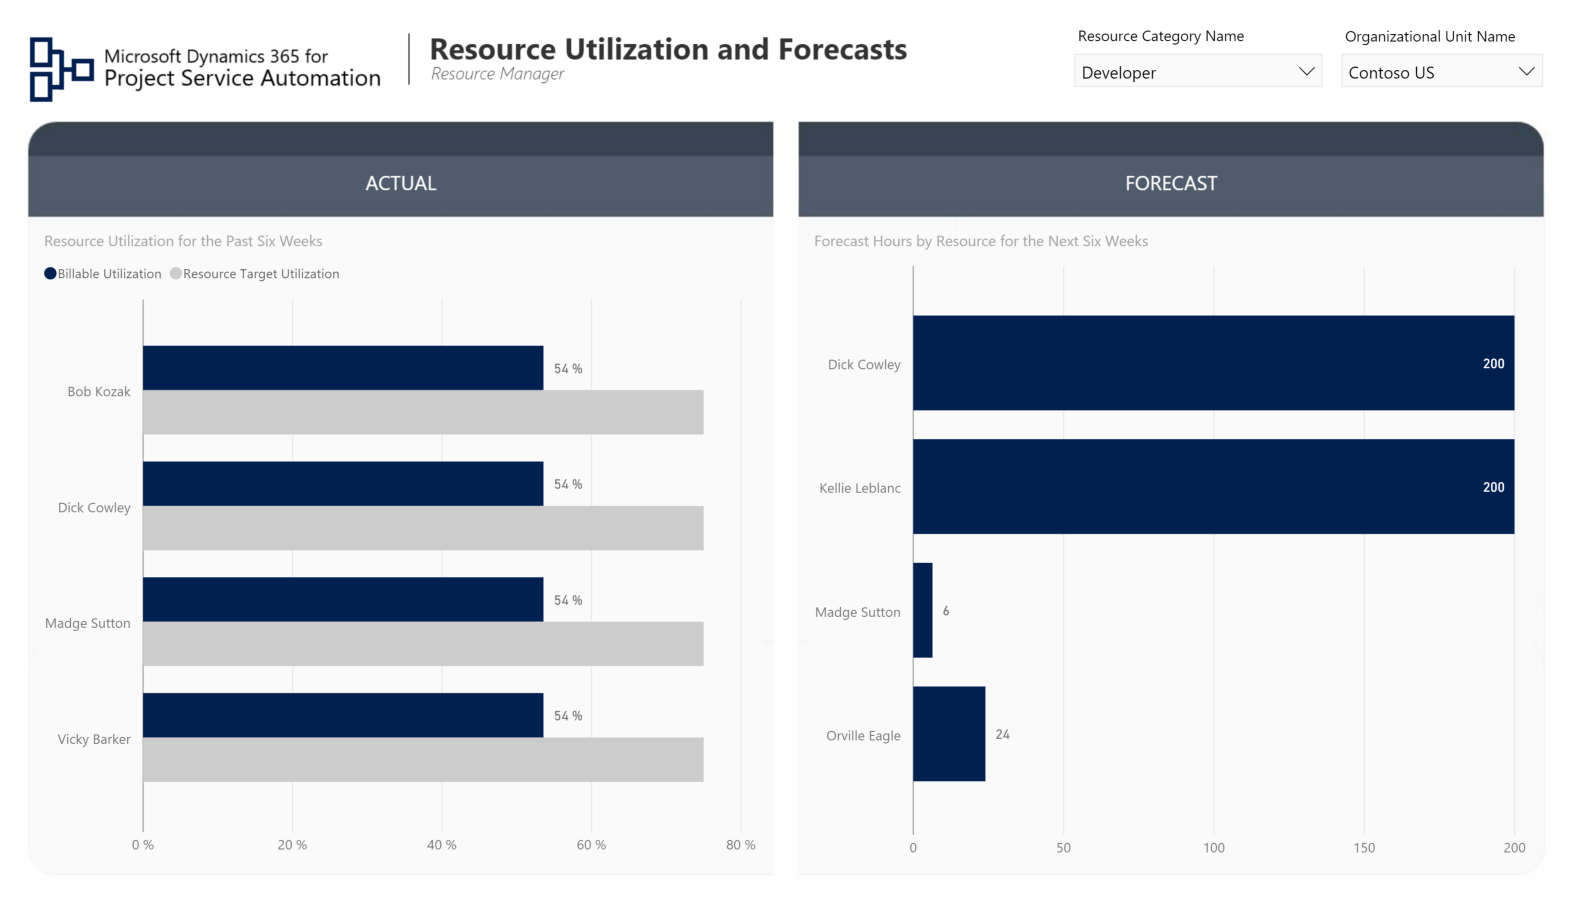 Microsoft Dynamics 365 for
Project Service Automation
Resource Utilization and Forecasts
Resource Manager
Resource Category Name
Developer
Organizational Unit Name
Contoso US
ACTUAL
Resource Utilization for the Past Six Weeks
Billable Utilization Resource Target Utilization
Bob Kozak
54 %
Dick Cowley
54 %
Madge Sutton
54 %
Vicky Barker
54 %
0 % 20 % 40 % 60 % 80 %
FORECAST
Forecast Hours by Resource for the Next Six Weeks
Dick Cowley
200
Kellie Leblanc
200
Madge Sutton
6
Orville Eagle
24
0 50 100 150 200